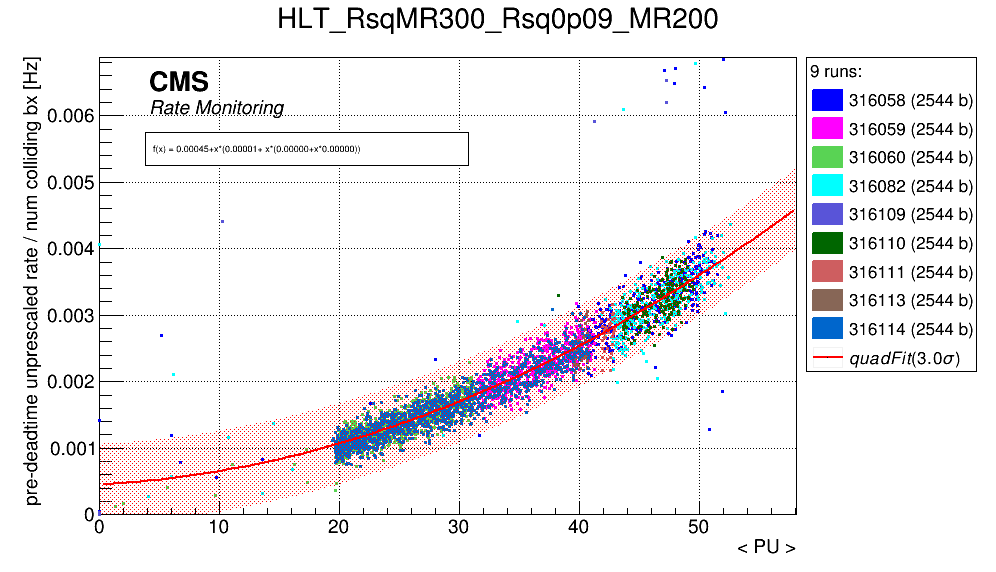 HLT_RsqMR300_Rsq0p09_MR200
pre-deadtime unprescaled rate / num colliding bx [Hz]
CMS
Rate Monitoring
f(x) = 0.00045+x*(0.00001+ x*(0.00000+x*0.00000))
0.006
0.005
0.004
0.003
0.002
0.001
0
0 10 20 30 40 50
< PU >
9 runs:
316058 (2544 b)
316059 (2544 b)
316060 (2544 b)
316082 (2544 b)
316109 (2544 b)
316110 (2544 b)
316111 (2544 b)
316113 (2544 b)
316114 (2544 b)
quadFit(3.0σ)